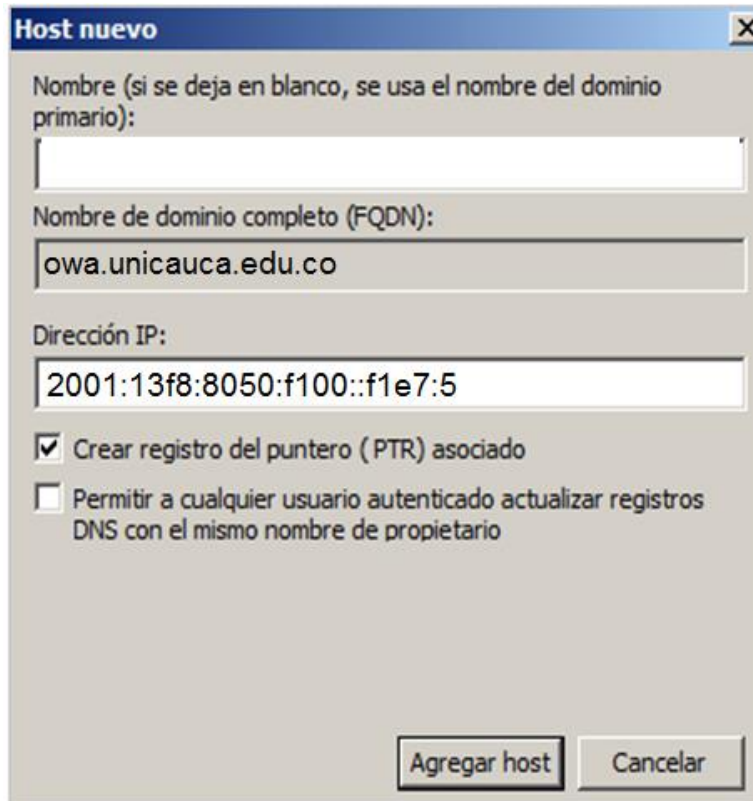 Host nuevo
Nombre (si se deja en blanco, se usa el nombre del dominio
primario):
Nombre de dominio completo (FQDN):
owa.unicauca.edu.co
Dirección IP:
2001:13f8:8050:f100::f1e7:5
Crear registro del puntero ( PTR) asociado
Permitir a cualquier usuario autenticado actualizar registros
DNS con el mismo nombre de propietario
Agregar host
Cancelar